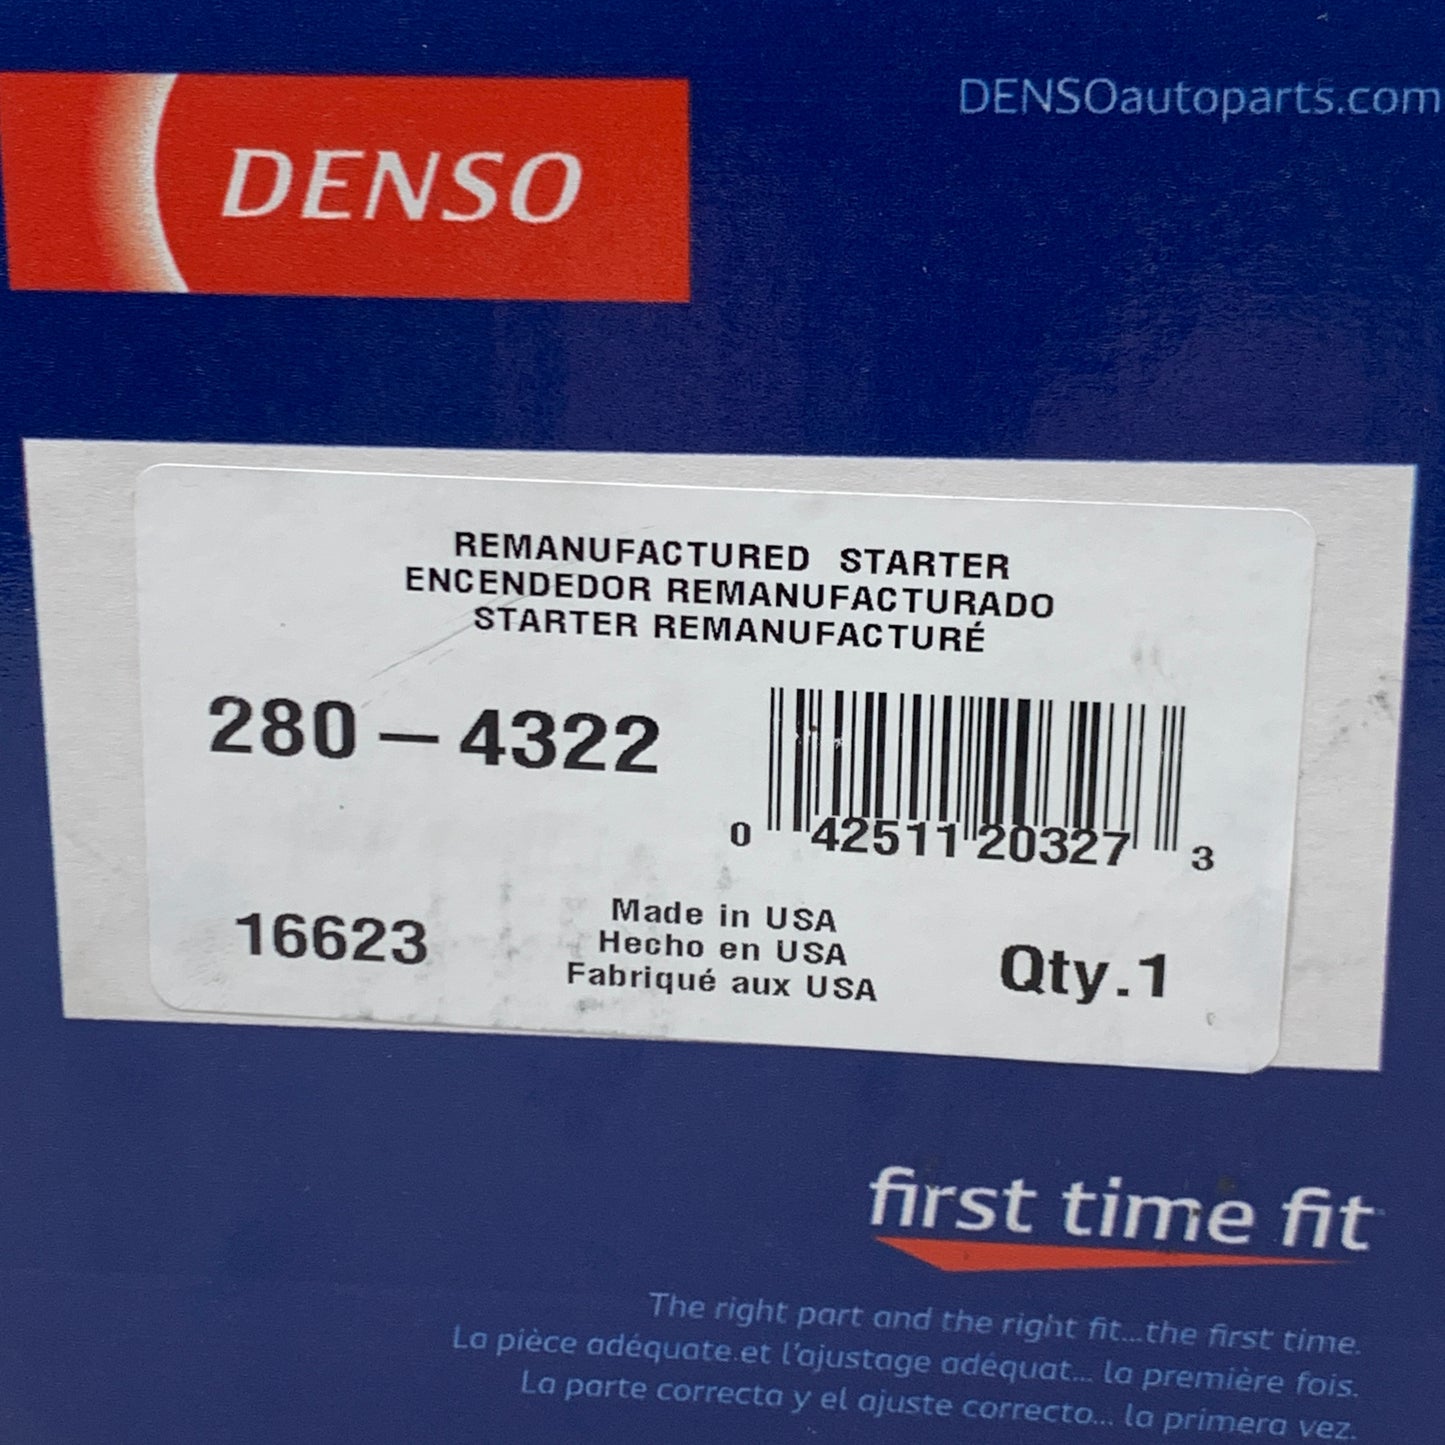 DENSOautoparts.com
DENSO
REMANUFACTURED STARTER
ENCENDEDOR REMANUFACTURADO
STARTER REMANUFACTURÉ
280-4322
0 42511 20327 3
16623
Made in USA
Hecho en USA
Fabriqué aux USA
Qty.1
first time fit
The right part and the right fit...the first time.
La pièce adéquate et l'ajustage adéquat... la première fois.
La parte correcta y el ajuste correcto... la primera vez.